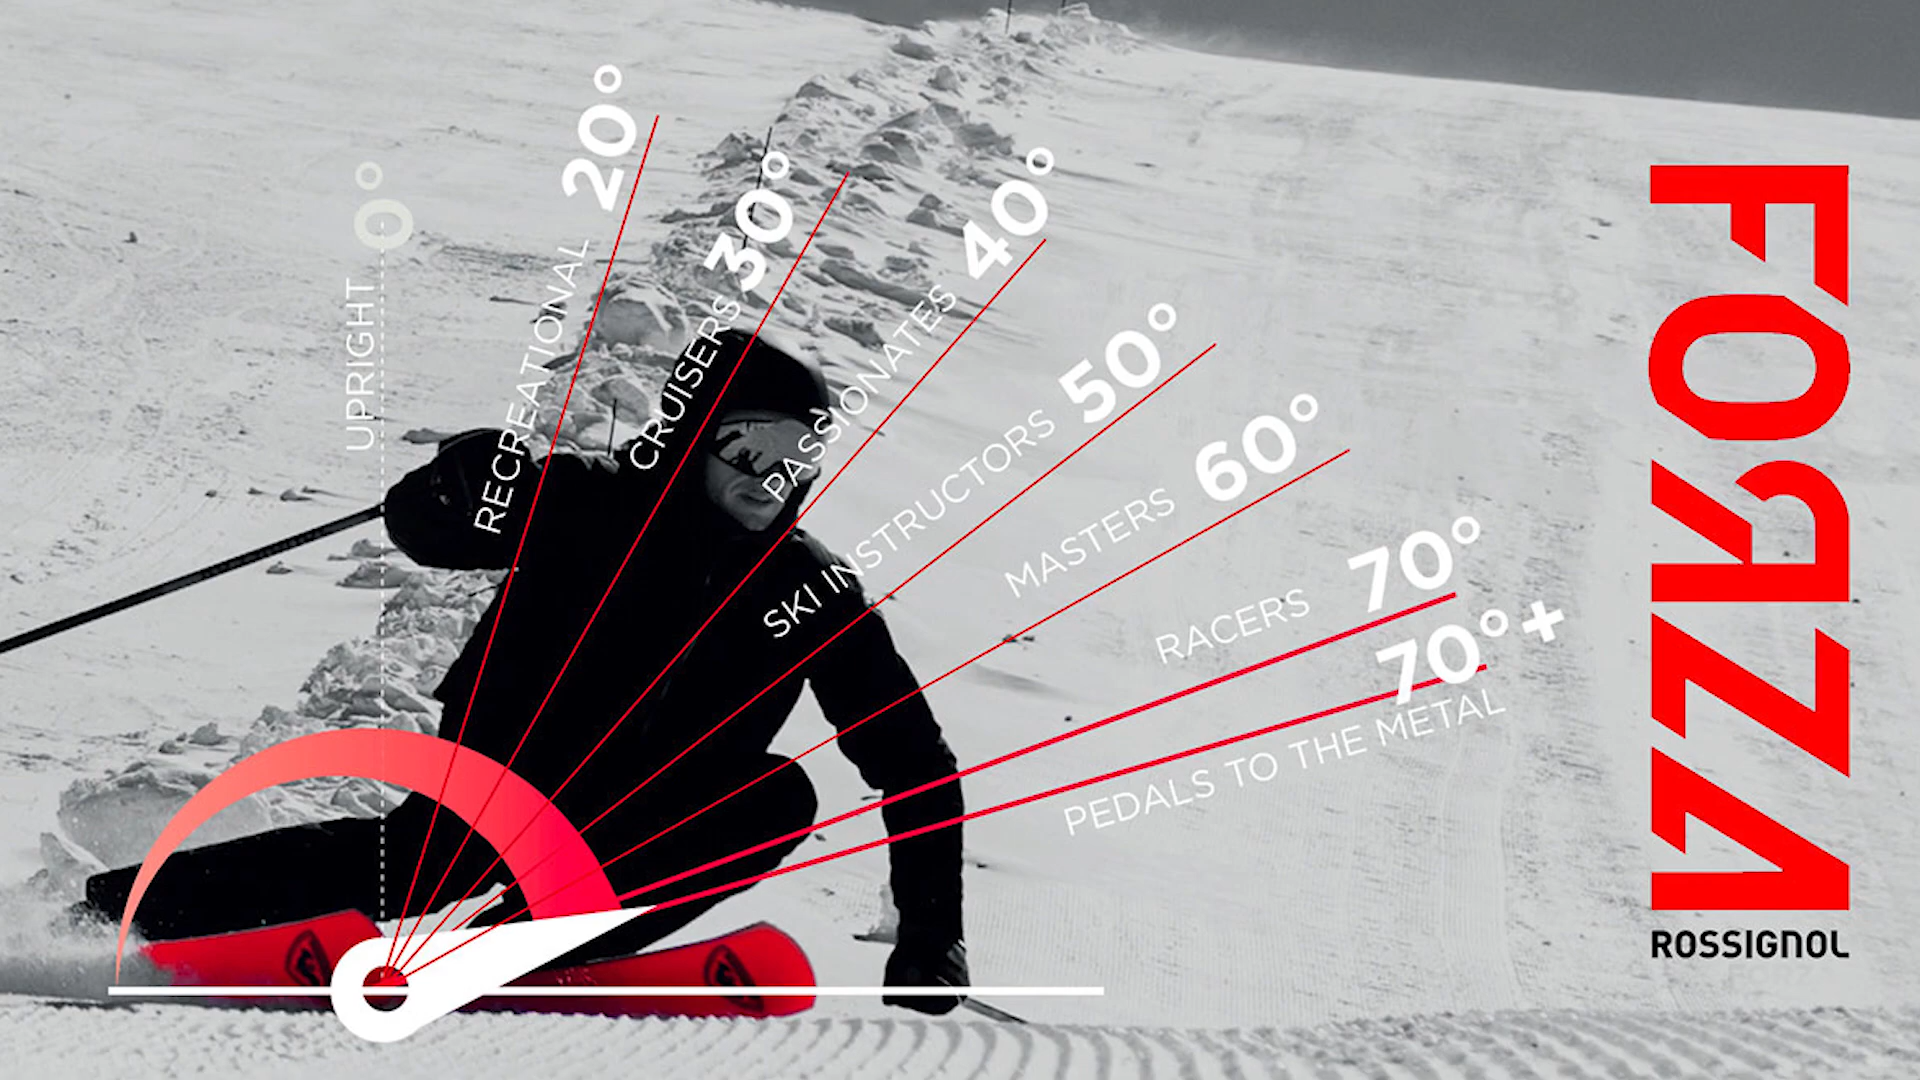 UPRIGHT 0°
RECREATIONAL 20°
CRUISERS 30°
PASSIONATES 40°
SKI INSTRUCTORS 50°
MASTERS 60°
RACERS 70°
70°+
PEDALS TO THE METAL
FORZA
ROSSIGNOL